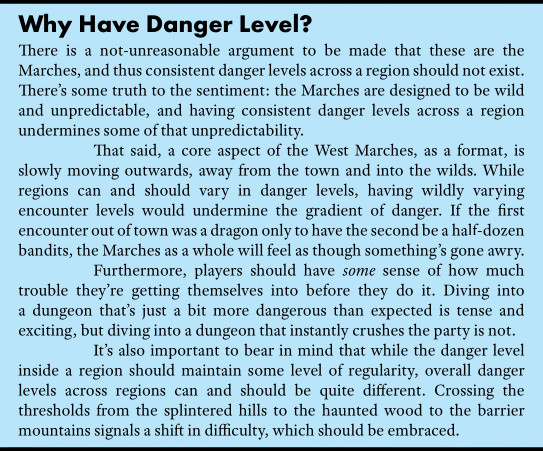 Why Have Danger Level?
There is a not-unreasonable argument to be made that these are the
Marches, and thus consistent danger levels across a region should not exist.
There's some truth to the sentiment: the Marches are designed to be wild
and unpredictable, and having consistent danger levels across a region
undermines some of that unpredictability.
That said, a core aspect of the West Marches, as a format, is
slowly moving outwards, away from the town and into the wilds. While
regions can and should vary in danger levels, having wildly varying
encounter levels would undermine the gradient of danger. If the first
encounter out of town was a dragon only to have the second be a half-dozen
bandits, the Marches as a whole will feel as though something's gone awry.
Furthermore, players should have some sense of how much
trouble they're getting themselves into before they do it. Diving into
a dungeon that's just a bit more dangerous than expected is tense and
exciting, but diving into a dungeon that instantly crushes the party is not.
It's also important to bear in mind that while the danger level
inside a region should maintain some level of regularity, overall danger
levels across regions can and should be quite different. Crossing the
thresholds from the splintered hills to the haunted wood to the barrier
mountains signals a shift in difficulty, which should be embraced.